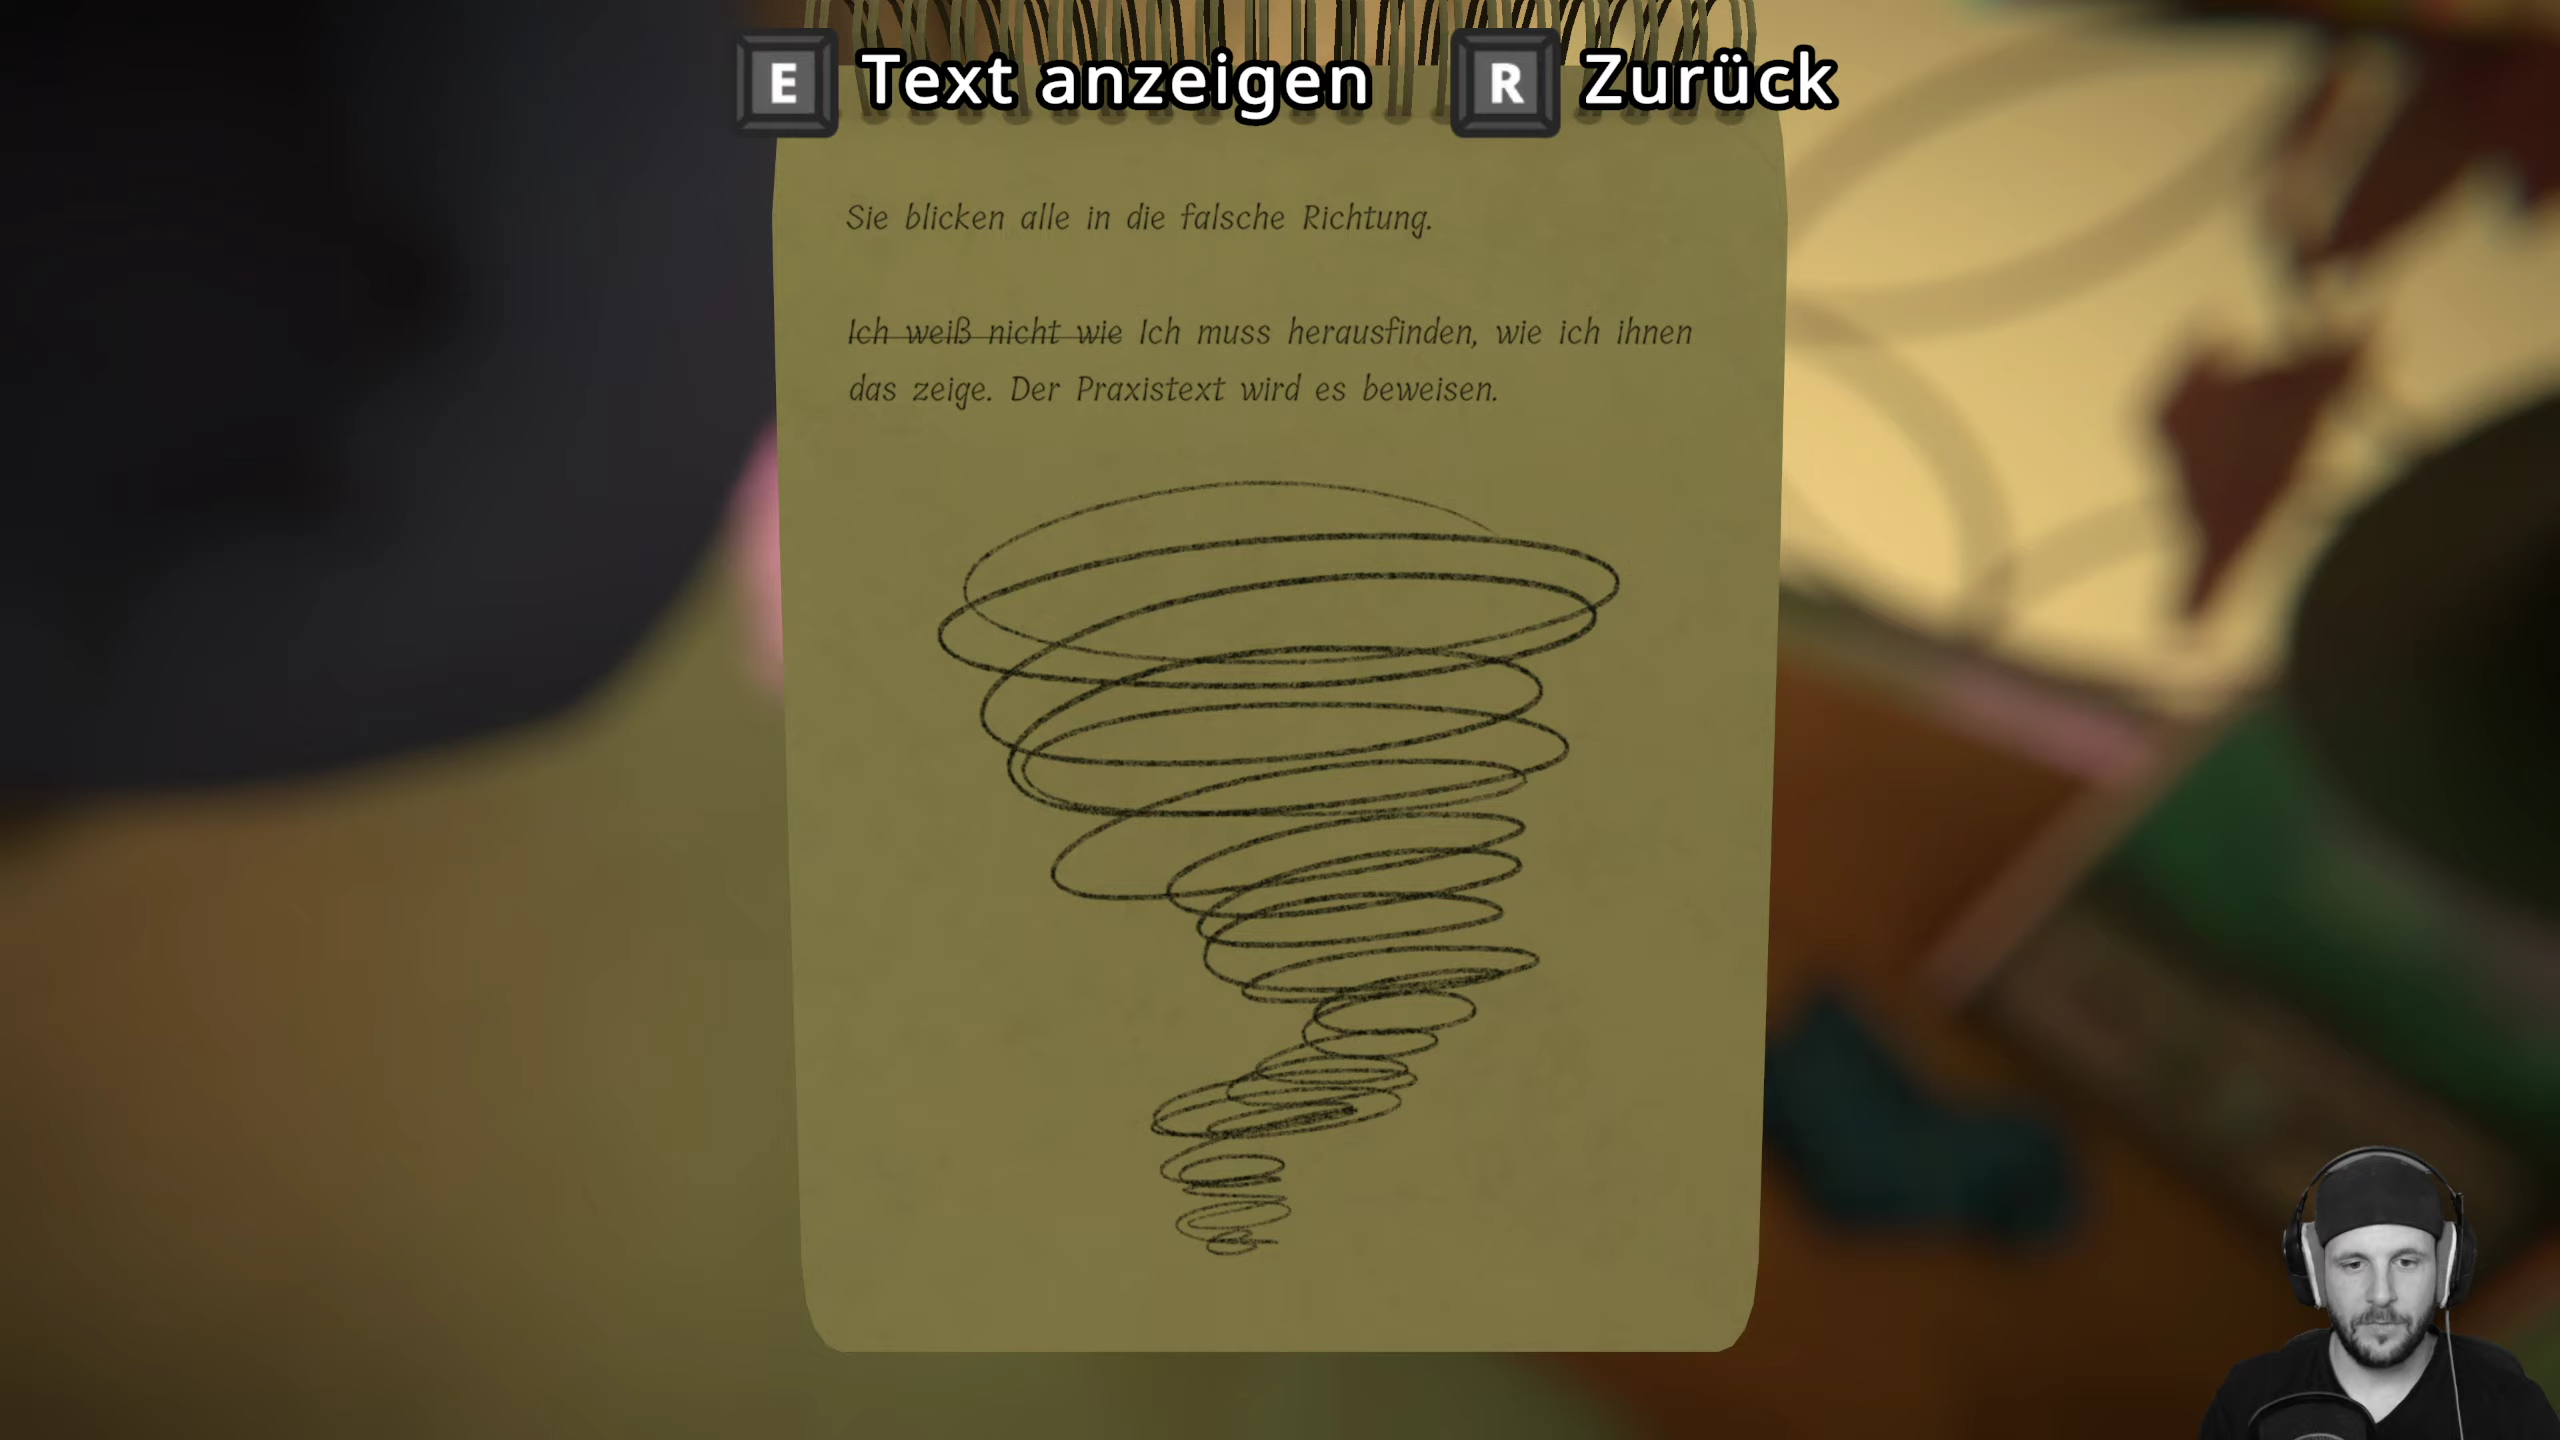 E Text anzeigen R Zurück
Sie blicken alle in die falsche Richtung.
Ich weiß nicht wie Ich muss herausfinden, wie ich ihnen
das zeige. Der Praxistext wird es beweisen.